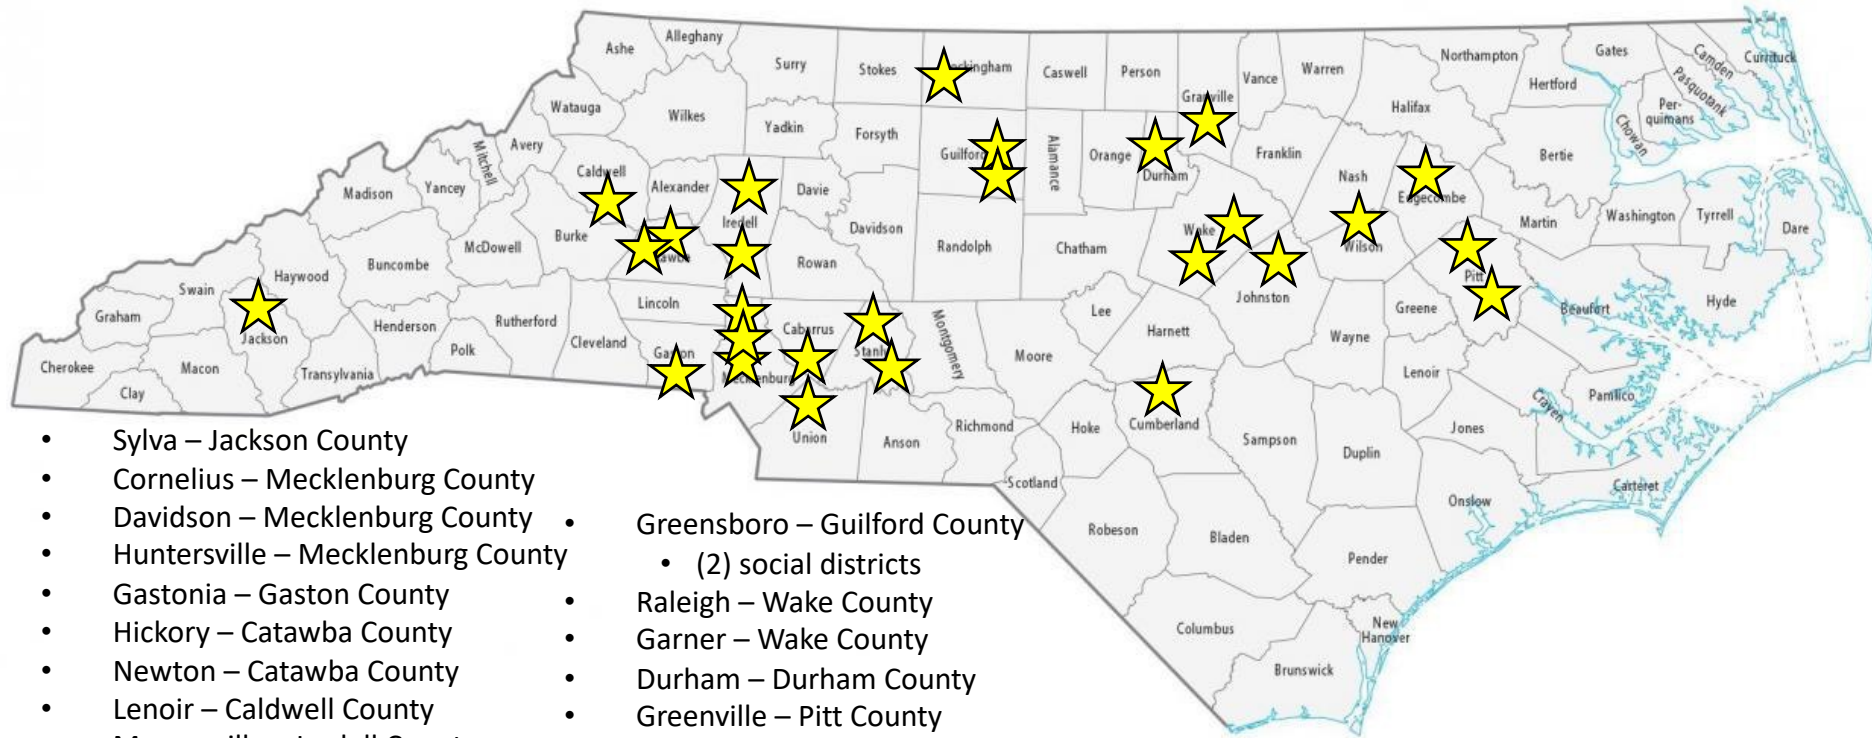 Ashe
Alleghany
Surry
Stokes
Caswell
Person
Vance
Warren
Northampton
Gates
Camden
Currituck
Pasquotank
Per-
quimans
Chowan
Hertford
Halifax
Watauga
Wilkes
Yadkin
Forsyth
Guilford
Alamance
Orange
Durham
Granville
Franklin
Nash
Edgecombe
Bertie
Mitchell
Avery
Caldwell
Alexander
Iredell
Davie
Madison
Yancey
Burke
McDowell
Davidson
Randolph
Chatham
Wake
Wilson
Martin
Washington
Tyrrell
Dare
Haywood
Buncombe
Rowan
Pitt
Swain
Graham
Jackson
Henderson
Rutherford
Lincoln
Cleveland
Gaston
Cabarrus
Stanly
Montgomery
Moore
Lee
Harnett
Johnston
Wayne
Greene
Beaufort
Hyde
Cherokee
Clay
Macon
Transylvania
Polk
Mecklenburg
Union
Anson
Richmond
Hoke
Cumberland
Sampson
Lenoir
Craven
Pamlico
Jones
Duplin
Scotland
Robeson
Bladen
Onslow
Carteret
Pender
Columbus
New
Hanover
Brunswick
• Sylva – Jackson County
• Cornelius – Mecklenburg County
• Davidson – Mecklenburg County
• Huntersville – Mecklenburg County
• Gastonia – Gaston County
• Hickory – Catawba County
• Newton – Catawba County
• Lenoir – Caldwell County
• Greensboro – Guilford County
• (2) social districts
• Raleigh – Wake County
• Garner – Wake County
• Durham – Durham County
• Greenville – Pitt County